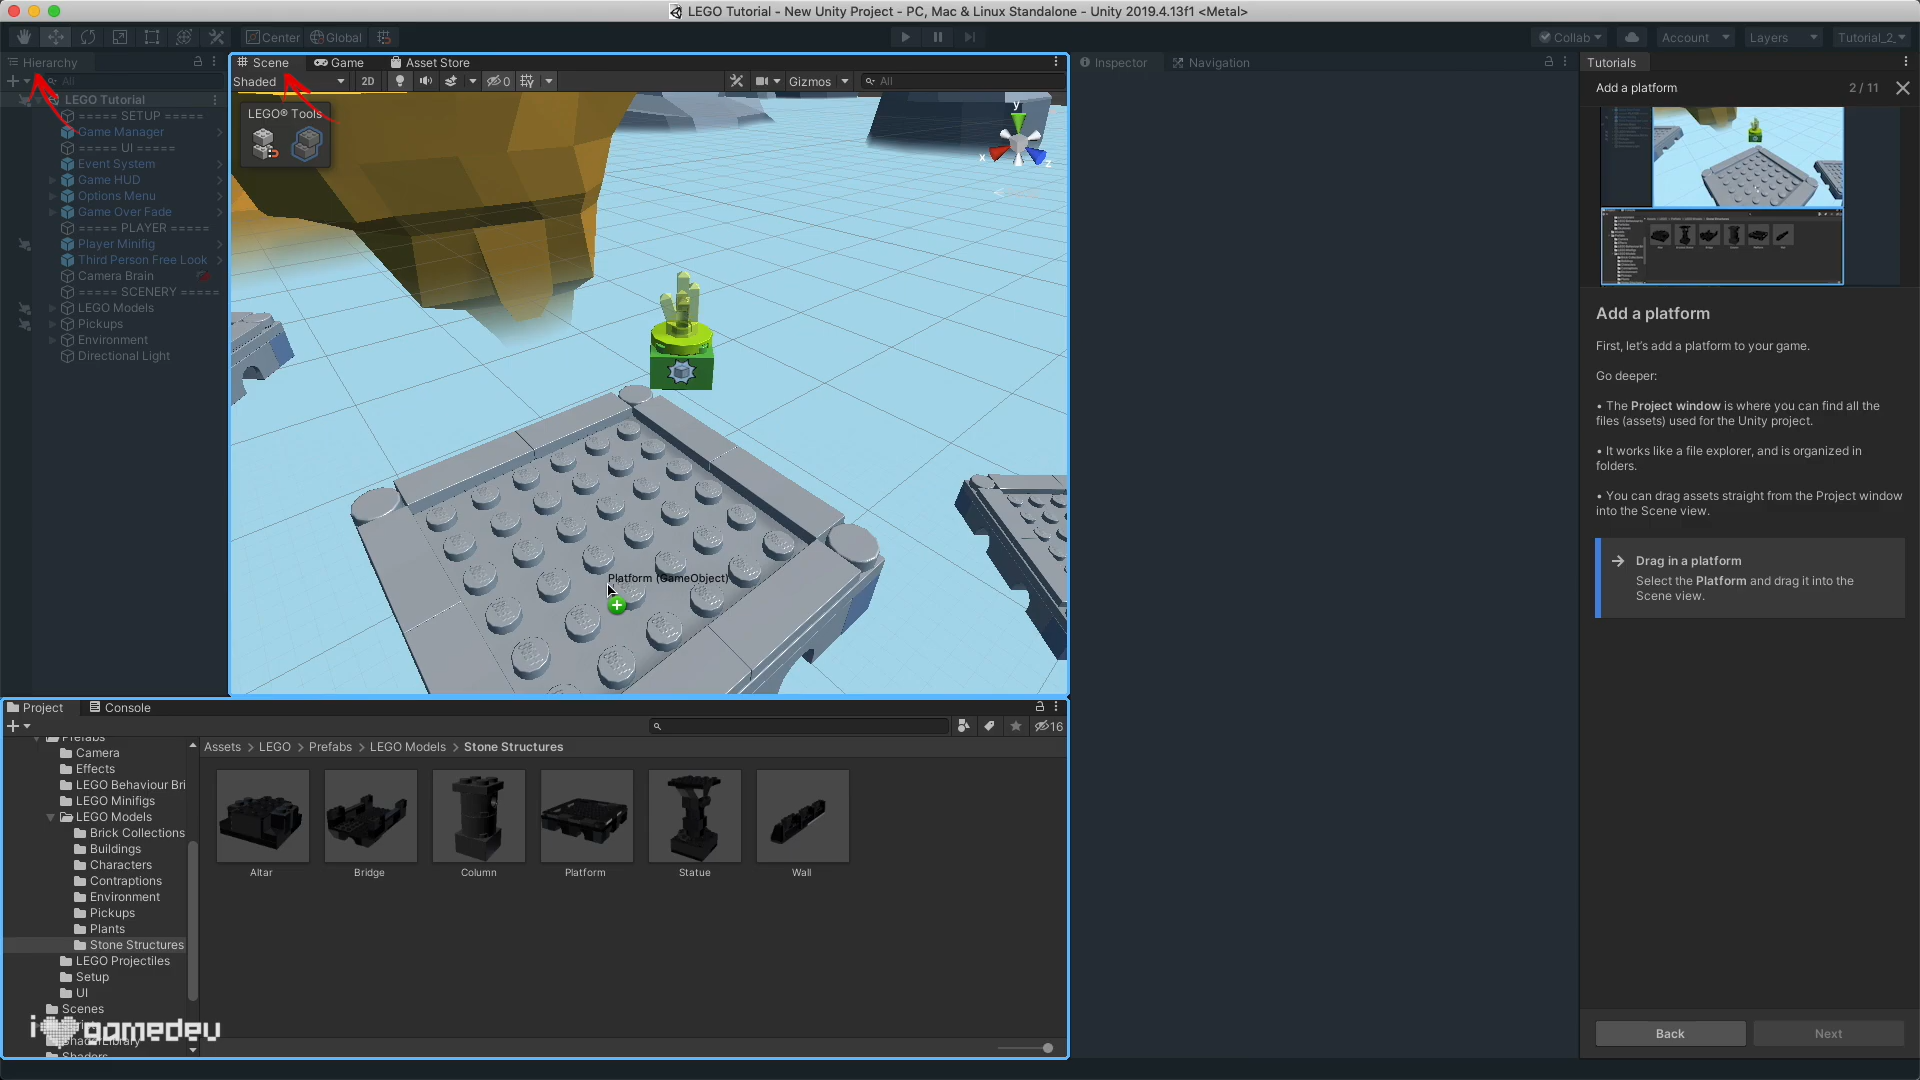 LEGO Tutorial - New Unity Project - PC, Mac & Linux Standalone - Unity 2019.4.13f1 <Metal>
Center
Global
Collab
Account
Layers
Tutorial_2_
Hierarchy
All
LEGO Tutorial
===== SETUP =====
Game Manager
===== UI =====
Event System
Game HUD
Options Menu
Game Over Fade
===== PLAYER =====
Player Minifig
Third Person Free Look
Camera Brain
===== SCENERY =====
LEGO Models
Pickups
Environment
Directional Light
Scene
Game
Asset Store
Shaded
2D
0
Gizmos
All
LEGO® Tools
y
x
z
Platform (GameObject)
Inspector
Navigation
Tutorials
Add a platform
2 / 11
Add a platform
First, let's add a platform to your game.
Go deeper:
• The Project window is where you can find all the
files (assets) used for the Unity project.
• It works like a file explorer, and is organized in
folders.
• You can drag assets straight from the Project window
into the Scene view.
Drag in a platform
Select the Platform and drag it into the
Scene view.
Back
Next
Project
Console
16
Prefabs
Camera
Effects
LEGO Behaviour Bri
LEGO Minifigs
LEGO Models
Brick Collections
Buildings
Characters
Contraptions
Environment
Pickups
Plants
Stone Structures
LEGO Projectiles
Setup
UI
Scenes
ShaderLibrary
Shaders
Assets > LEGO > Prefabs > LEGO Models > Stone Structures
Altar
Bridge
Column
Platform
Statue
Wall
i gamedev